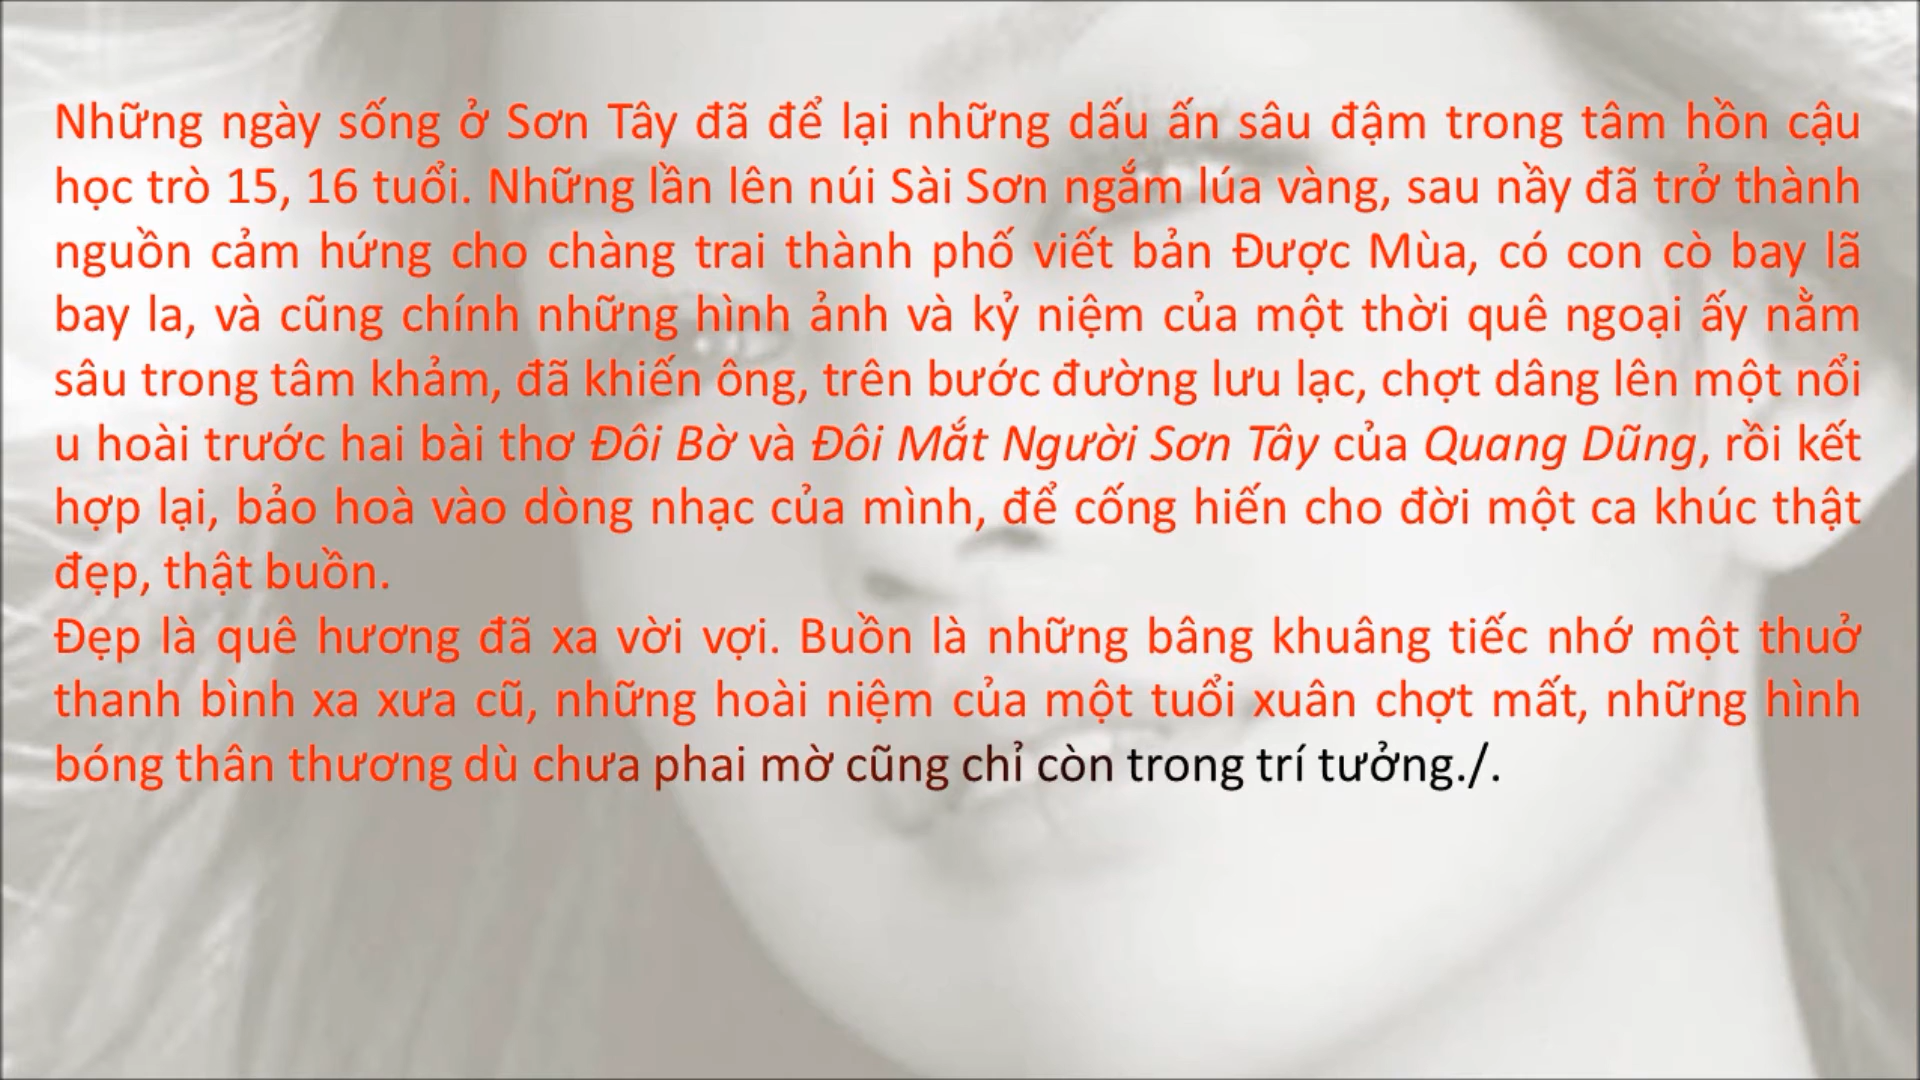 Những ngày sống ở Sơn Tây đã để lại những dấu ấn sâu đậm trong tâm hồn cậu
học trò 15, 16 tuổi. Những lần lên núi Sài Sơn ngắm lúa vàng, sau nầy đã trở thành
nguồn cảm hứng cho chàng trai thành phố viết bản Được Mùa, có con cò bay lã
bay la, và cũng chính những hình ảnh và kỷ niệm của một thời quê ngoại ấy nằm
sâu trong tâm khảm, đã khiến ông, trên bước đường lưu lạc, chợt dâng lên một nổi
u hoài trước hai bài thơ Đôi Bờ và Đôi Mắt Người Sơn Tây của Quang Dũng, rồi kết
hợp lại, bảo hoà vào dòng nhạc của mình, để cống hiến cho đời một ca khúc thật
đẹp, thật buồn.
Đẹp là quê hương đã xa vời vợi. Buồn là những bâng khuâng tiếc nhớ một thuở
thanh bình xa xưa cũ, những hoài niệm của một tuổi xuân chợt mất, những hình
bóng thân thương dù chưa phai mờ cũng chỉ còn trong trí tưởng./.